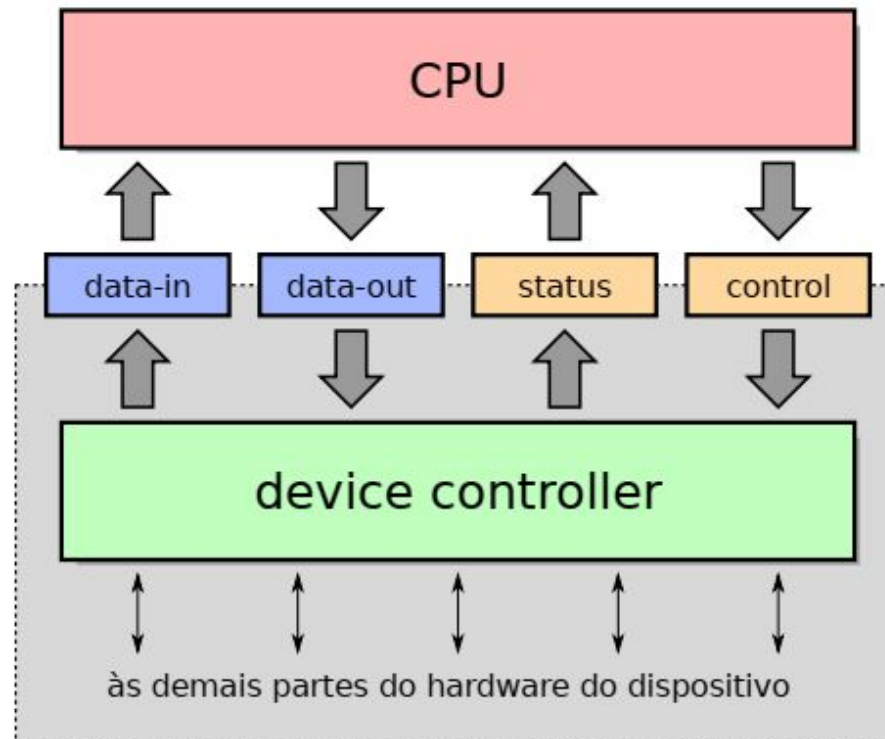 CPU
data-in data-out status control
device controller
às demais partes do hardware do dispositivo